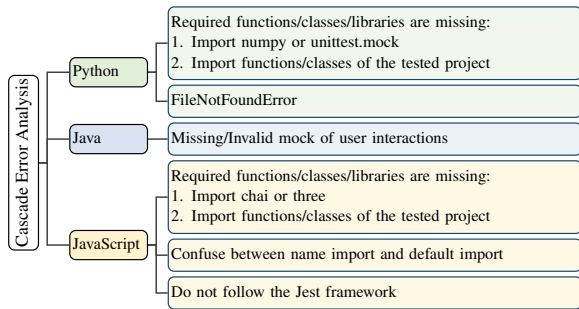 Cascade Error Analysis
Python
Required functions/classes/libraries are missing:
1. Import numpy or unittest.mock
2. Import functions/classes of the tested project
FileNotFoundError
Java
Missing/Invalid mock of user interactions
JavaScript
Required functions/classes/libraries are missing:
1. Import chai or three
2. Import functions/classes of the tested project
Confuse between name import and default import
Do not follow the Jest framework